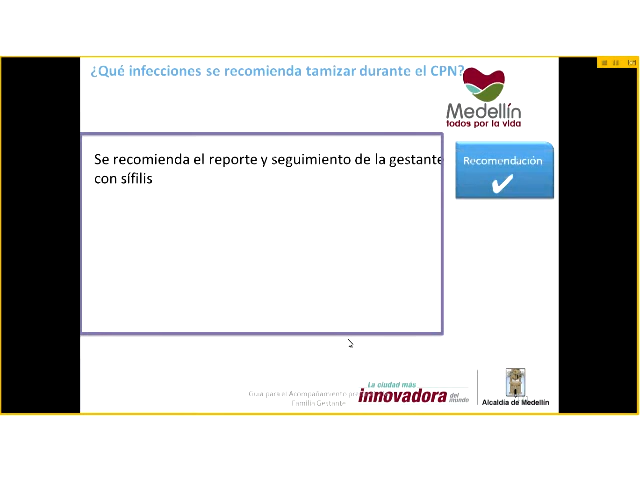 ¿Qué infecciones se recomienda tamizar durante el CPN?
Medellín
todos por la vida
Se recomienda el reporte y seguimiento de la gestante
con sífilis
Recomendución
La ciudad más
innovadora del mundo
Guía para el Acompañamiento
Familia Gestante
Alcaldía de Medellín